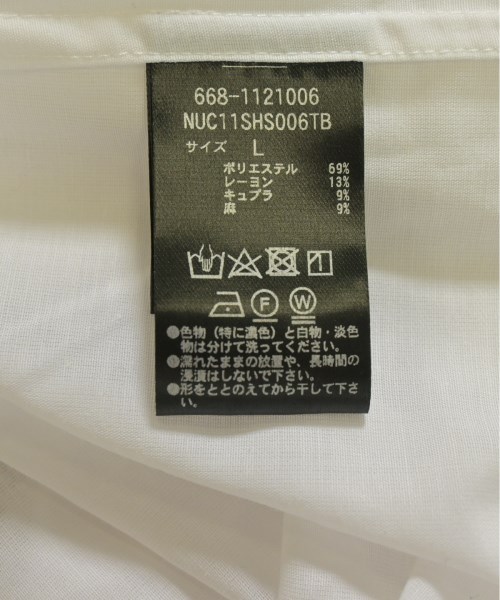 668-1121006
NUC11SHS006TB
サイズ L
ポリエステル 69%
レーヨン 13%
キュプラ 9%
麻 9%
F W
●色物(特に濃色)と白物・淡色
物は分けて洗ってください。
●濡れたままの放置や、長時間の
浸漬はしないで下さい。
●形をととのえてから干して下さ
い。